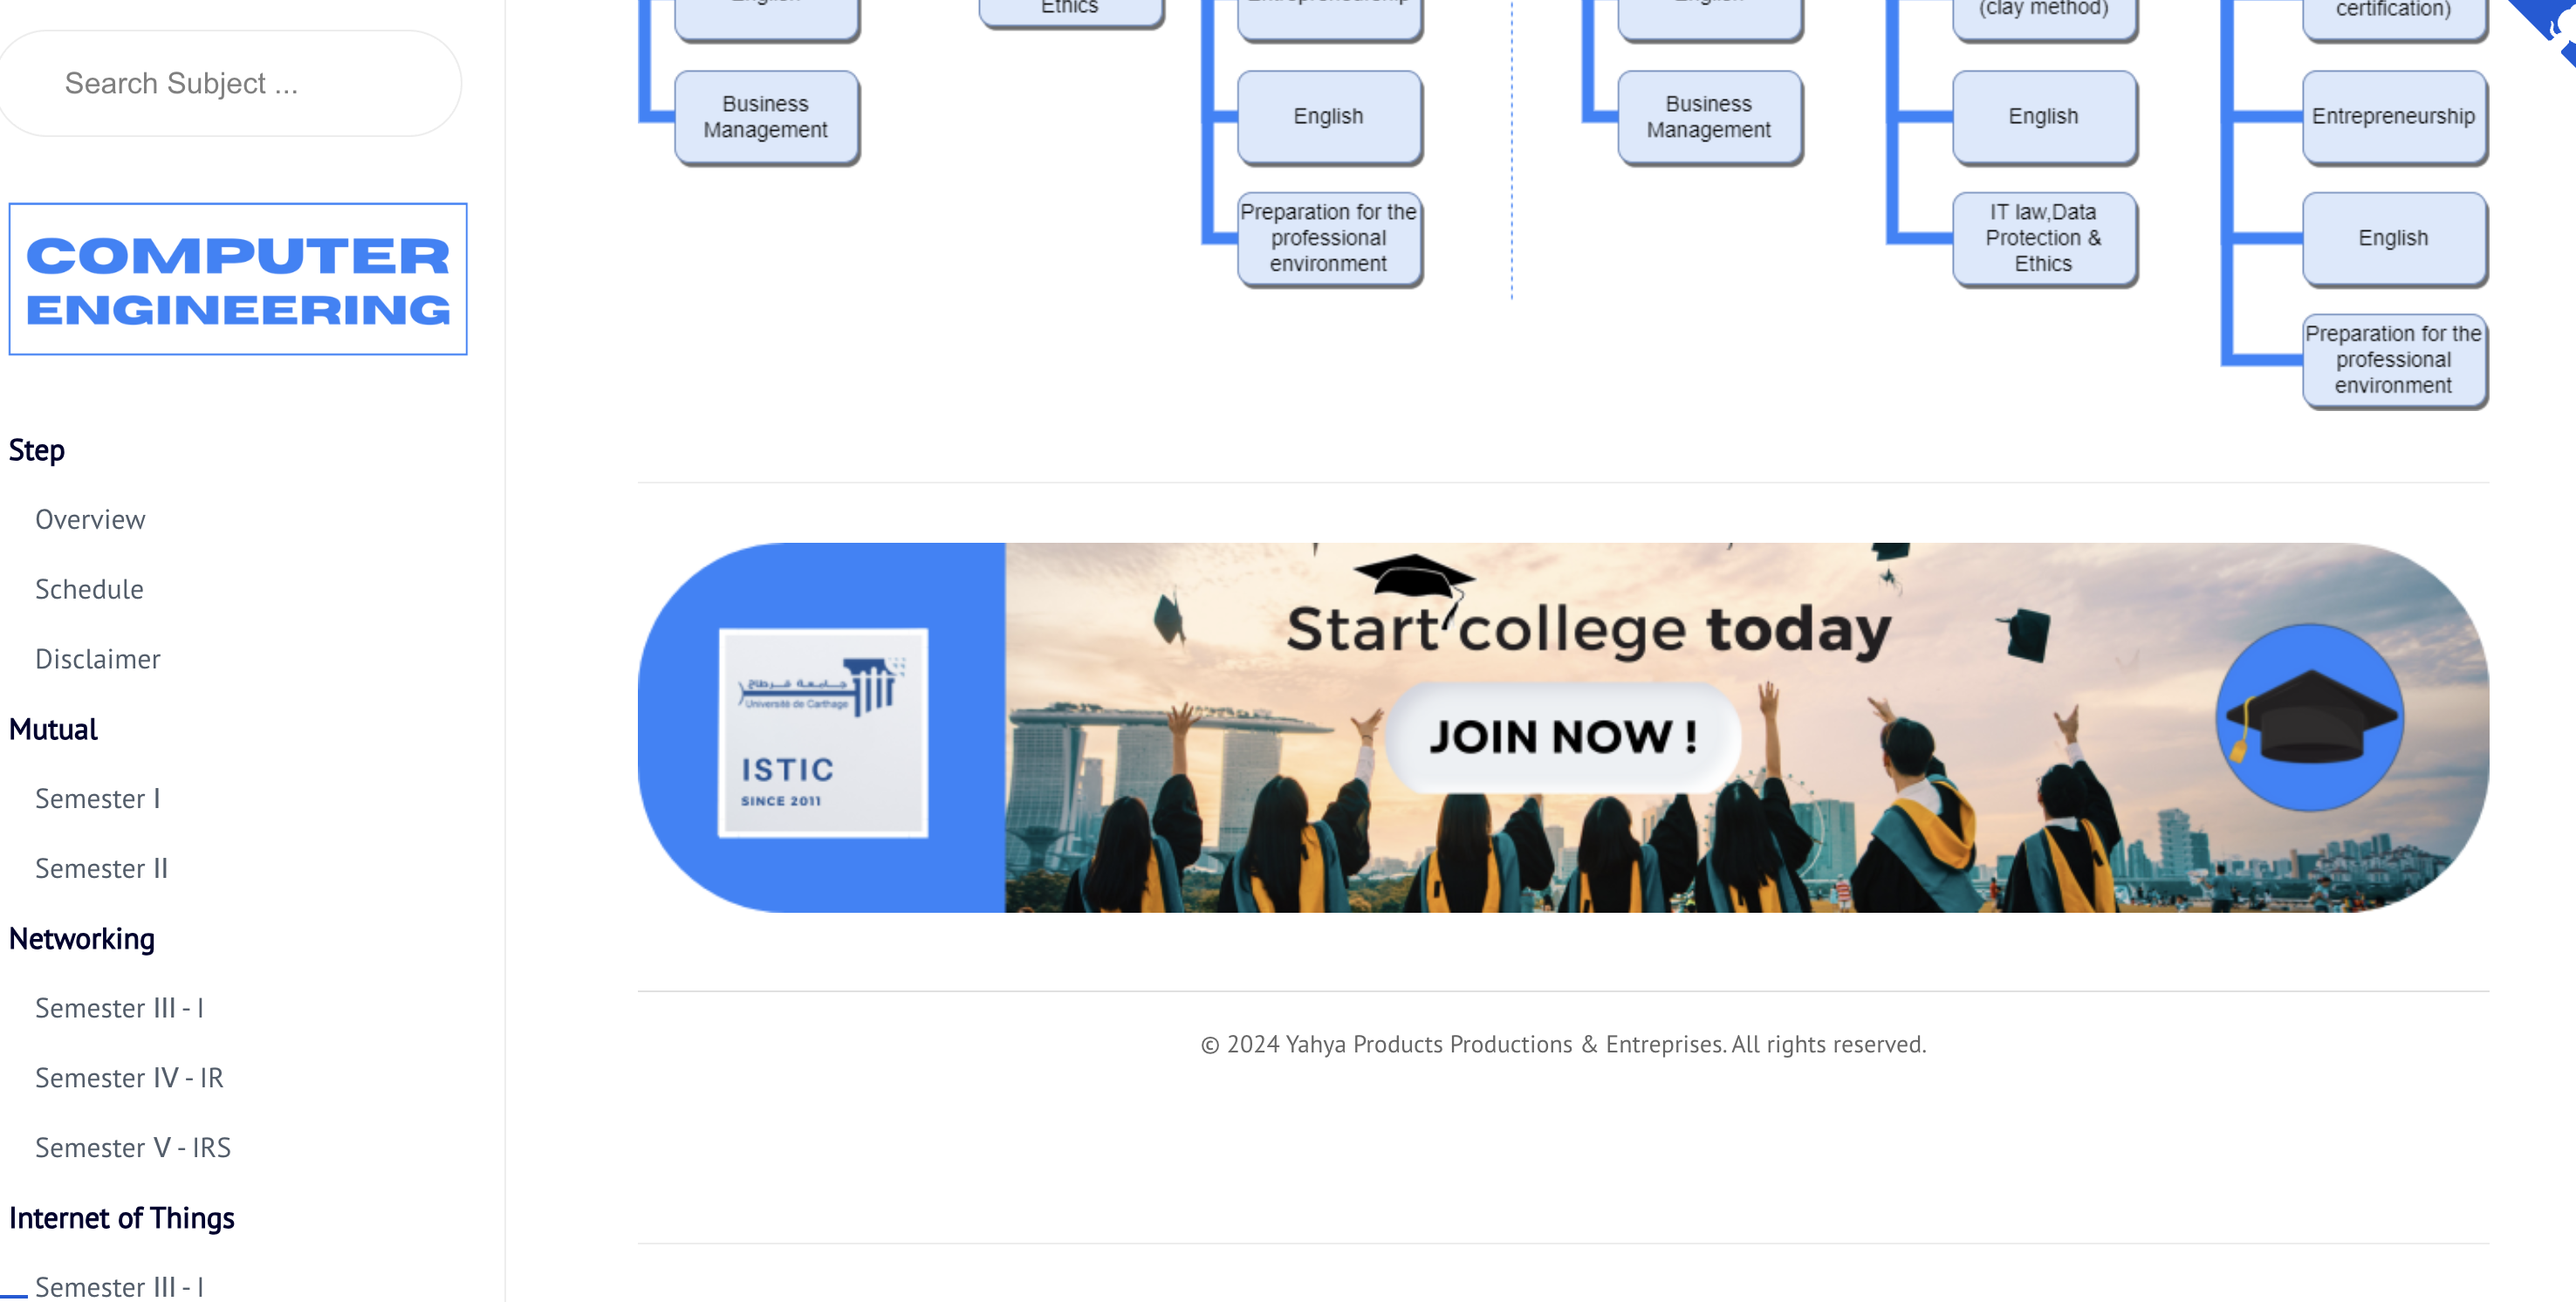 Search Subject ...
COMPUTER
ENGINEERING
Step
Overview
Schedule
Disclaimer
Mutual
Semester I
Semester II
Networking
Semester III - I
Semester IV - IR
Semester V - IRS
Internet of Things
Semester III - I
English
Business
Management
Ethics
Entrepreneurship
English
Preparation for the
professional
environment
English
Business
Management
(clay method)
English
IT law,Data
Protection &
Ethics
certification)
Entrepreneurship
English
Preparation for the
professional
environment
جامعة قرطاج
Université de Carthage
ISTIC
SINCE 2011
Start college today
JOIN NOW !
© 2024 Yahya Products Productions & Entreprises. All rights reserved.